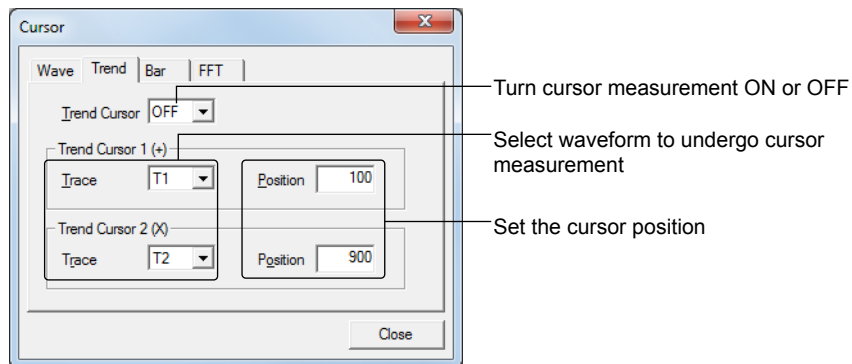 Cursor
Wave Trend Bar FFT
Trend Cursor OFF
Turn cursor measurement ON or OFF
Trend Cursor 1 (+)
Select waveform to undergo cursor
measurement
Trace T1 Position 100
Set the cursor position
Trend Cursor 2 (X)
Trace T2 Position 900
Close